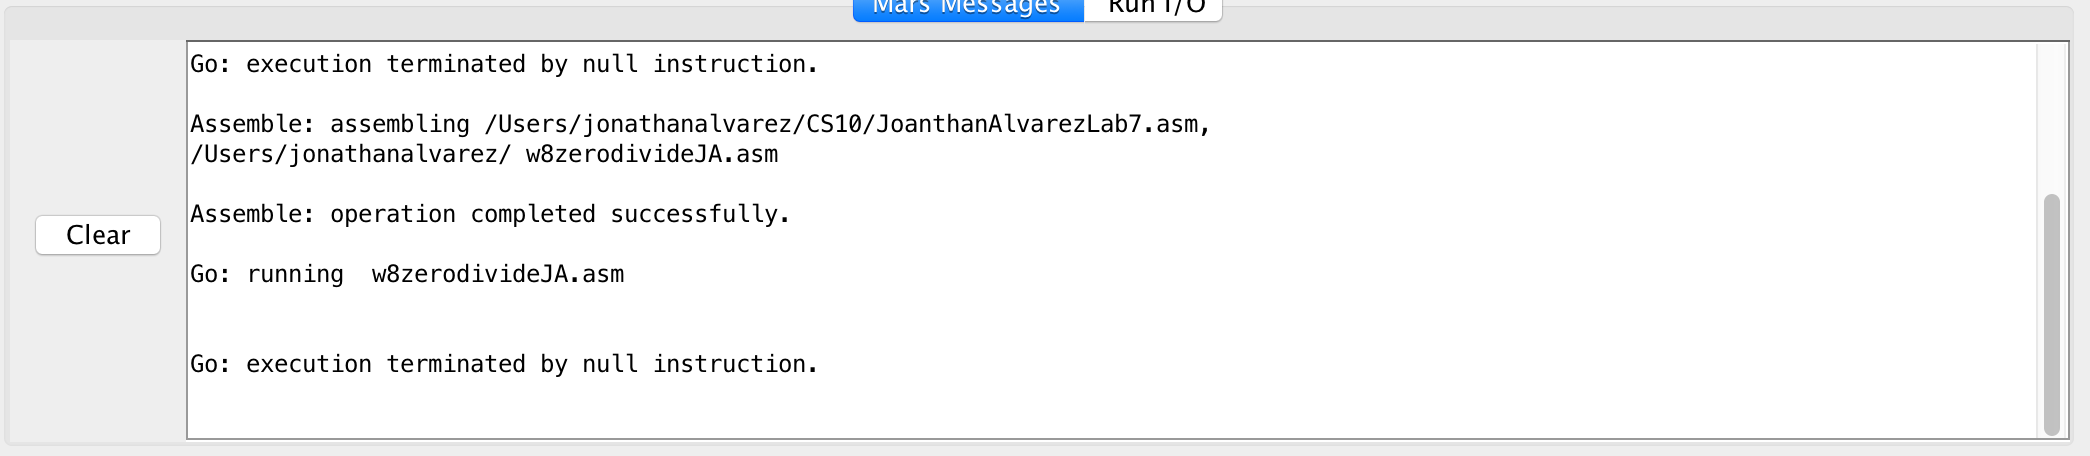 Mars Messages Run I/O
Go: execution terminated by null instruction.
Assemble: assembling /Users/jonathanalvarez/CS10/JoanthanAlvarezLab7.asm,
/Users/jonathanalvarez/ w8zerodivideJA.asm
Assemble: operation completed successfully.
Clear
Go: running  w8zerodivideJA.asm
Go: execution terminated by null instruction.